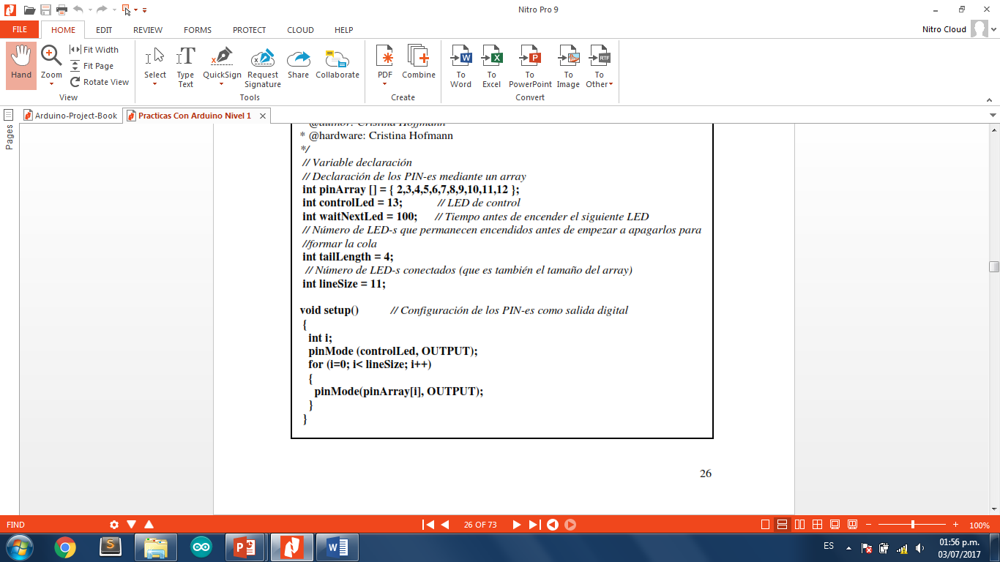 Nitro Pro 9
FILE
HOME
EDIT
REVIEW
FORMS
PROTECT
CLOUD
HELP
Nitro Cloud
Hand
Zoom
Fit Width
Fit Page
Rotate View
View
Select
Type Text
QuickSign
Request Signature
Share
Collaborate
Tools
PDF
Combine
Create
To Word
To Excel
To PowerPoint
To Image
To Other
Convert
Pages
Arduino-Project-Book
Practicas Con Arduino Nivel 1
* @author: Cristina Hoffmann
* @hardware: Cristina Hofmann
*/
// Variable declaración
// Declaración de los PIN-es mediante un array
int pinArray [] = { 2,3,4,5,6,7,8,9,10,11,12 };
int controlLed = 13; // LED de control
int waitNextLed = 100; // Tiempo antes de encender el siguiente LED
// Número de LED-s que permanecen encendidos antes de empezar a apagarlos para
//formar la cola
int tailLength = 4;
// Número de LED-s conectados (que es también el tamaño del array)
int lineSize = 11;
void setup() // Configuración de los PIN-es como salida digital
{
int i;
pinMode (controlLed, OUTPUT);
for (i=0; i< lineSize; i++)
{
pinMode(pinArray[i], OUTPUT);
}
}
26
FIND
26 OF 73
100%
ES
01:56 p.m.
03/07/2017